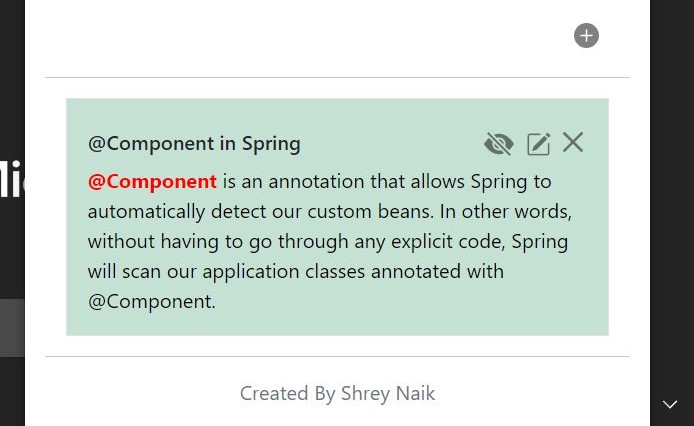 @Component in Spring
@Component is an annotation that allows Spring to
automatically detect our custom beans. In other words,
without having to go through any explicit code, Spring
will scan our application classes annotated with
@Component.
Created By Shrey Naik